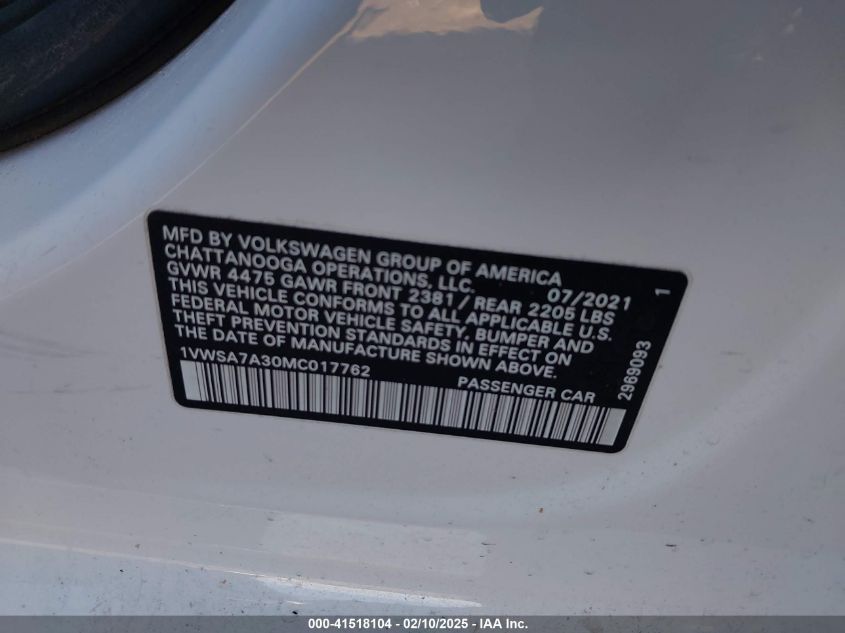 MFD BY VOLKSWAGEN GROUP OF AMERICA
CHATTANOOGA OPERATIONS, LLC. 07/2021 1
GVWR 4475 GAWR FRONT 2381 / REAR 2205 LBS
THIS VEHICLE CONFORMS TO ALL APPLICABLE U.S.
FEDERAL MOTOR VEHICLE SAFETY, BUMPER AND
THEFT PREVENTION STANDARDS IN EFFECT ON
THE DATE OF MANUFACTURE SHOWN ABOVE.
1VWSA7A30MC017762 PASSENGER CAR
2969093
000-41518104 - 02/10/2025 - IAA Inc.